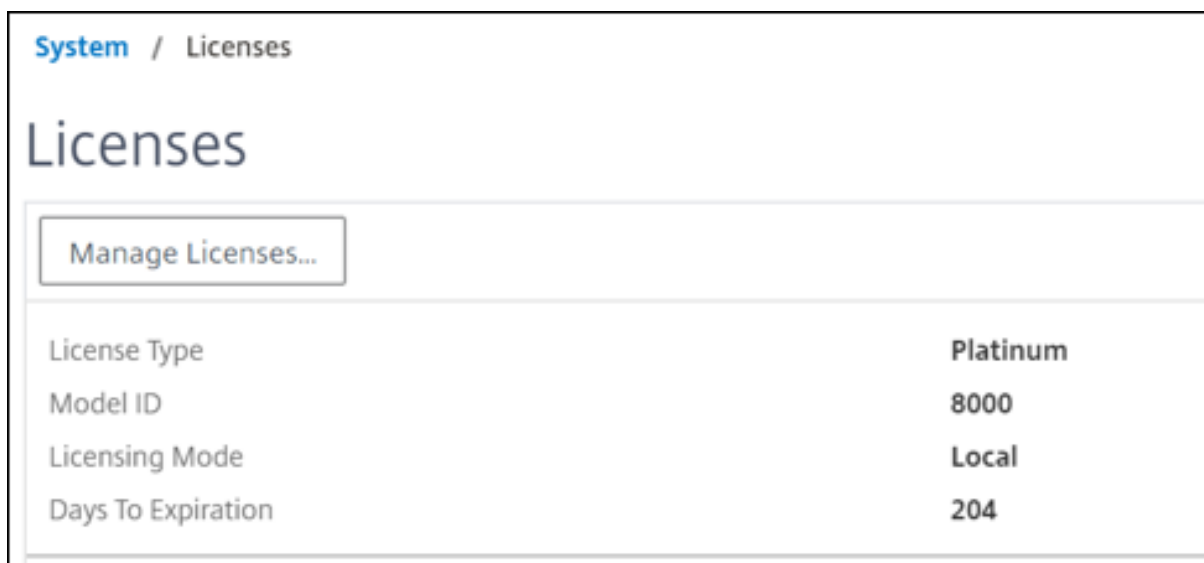 System / Licenses
Licenses
Manage Licenses...
License Type Platinum
Model ID 8000
Licensing Mode Local
Days To Expiration 204